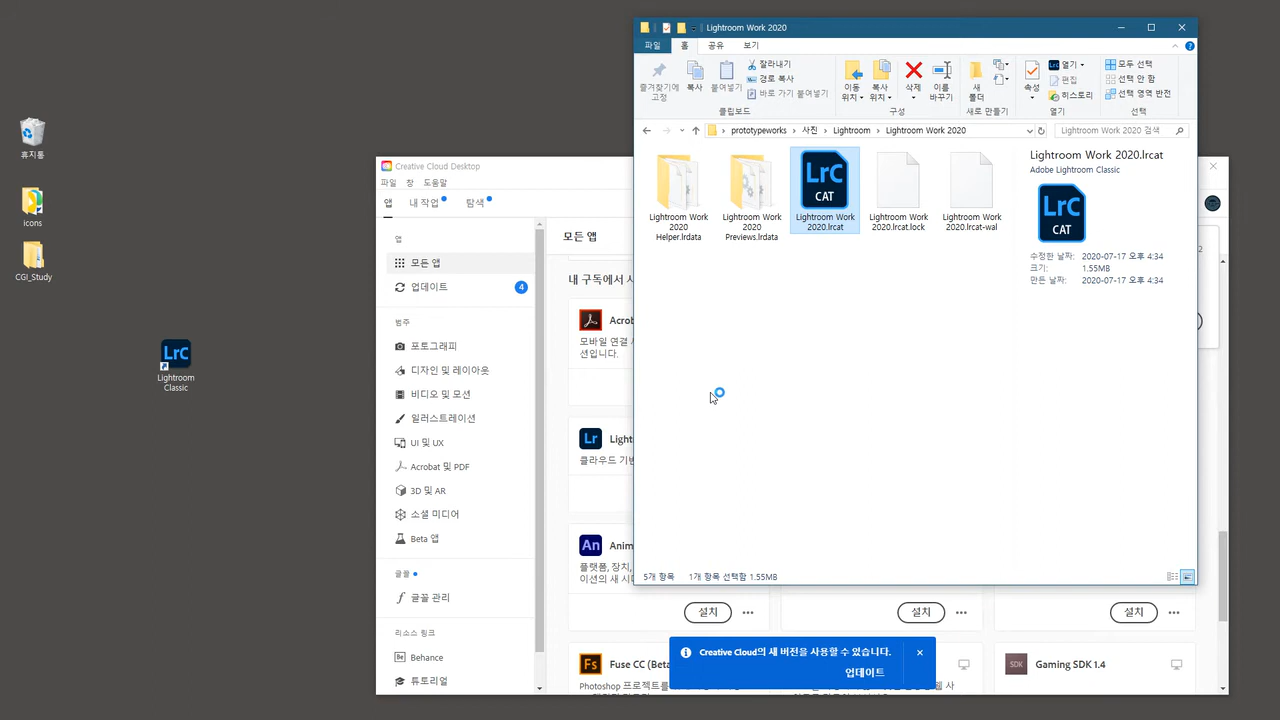 휴지통
icons
CGI_Study
LrC
Lightroom
Classic
Lightroom Work 2020
파일
홈
공유
보기
즐겨찾기에
고정
복사
붙여넣기
잘라내기
경로 복사
바로 가기 붙여넣기
클립보드
이동
위치
복사
위치
삭제
이름
바꾸기
구성
새
폴더
새로 만들기
속성
열기
편집
히스토리
열기
모두 선택
선택 안 함
선택 영역 반전
선택
prototypeworks
사진
Lightroom
Lightroom Work 2020
Lightroom Work 2020 검색
Lightroom Work
2020
Helper.lrdata
Lightroom Work
2020
Previews.lrdata
LrC
CAT
Lightroom Work
2020.lrcat
Lightroom Work
2020.lrcat.lock
Lightroom Work
2020.lrcat-wal
Lightroom Work 2020.lrcat
Adobe Lightroom Classic
LrC
CAT
수정한 날짜: 2020-07-17 오후 4:34
크기: 1.55MB
만든 날짜: 2020-07-17 오후 4:34
5개 항목
1개 항목 선택함 1.55MB
Creative Cloud Desktop
파일
창
도움말
앱
내 작업
탐색
앱
모든 앱
업데이트
4
범주
포토그래피
디자인 및 레이아웃
비디오 및 모션
일러스트레이션
UI 및 UX
Acrobat 및 PDF
3D 및 AR
소셜 미디어
Beta 앱
글꼴
글꼴 관리
리소스 링크
Behance
튜토리얼
모든 앱
내 구독에서
Acrob
모바일 연결
션입니다.
Lr
Light
클라우드 기반
An
Anim
플랫폼, 장치,
이션의 새 시대
설치
설치
설치
Fs
Fuse CC (Beta
Photoshop 프로젝트를
SDK
Gaming SDK 1.4
Creative Cloud의 새 버전을 사용할 수 있습니다.
업데이트